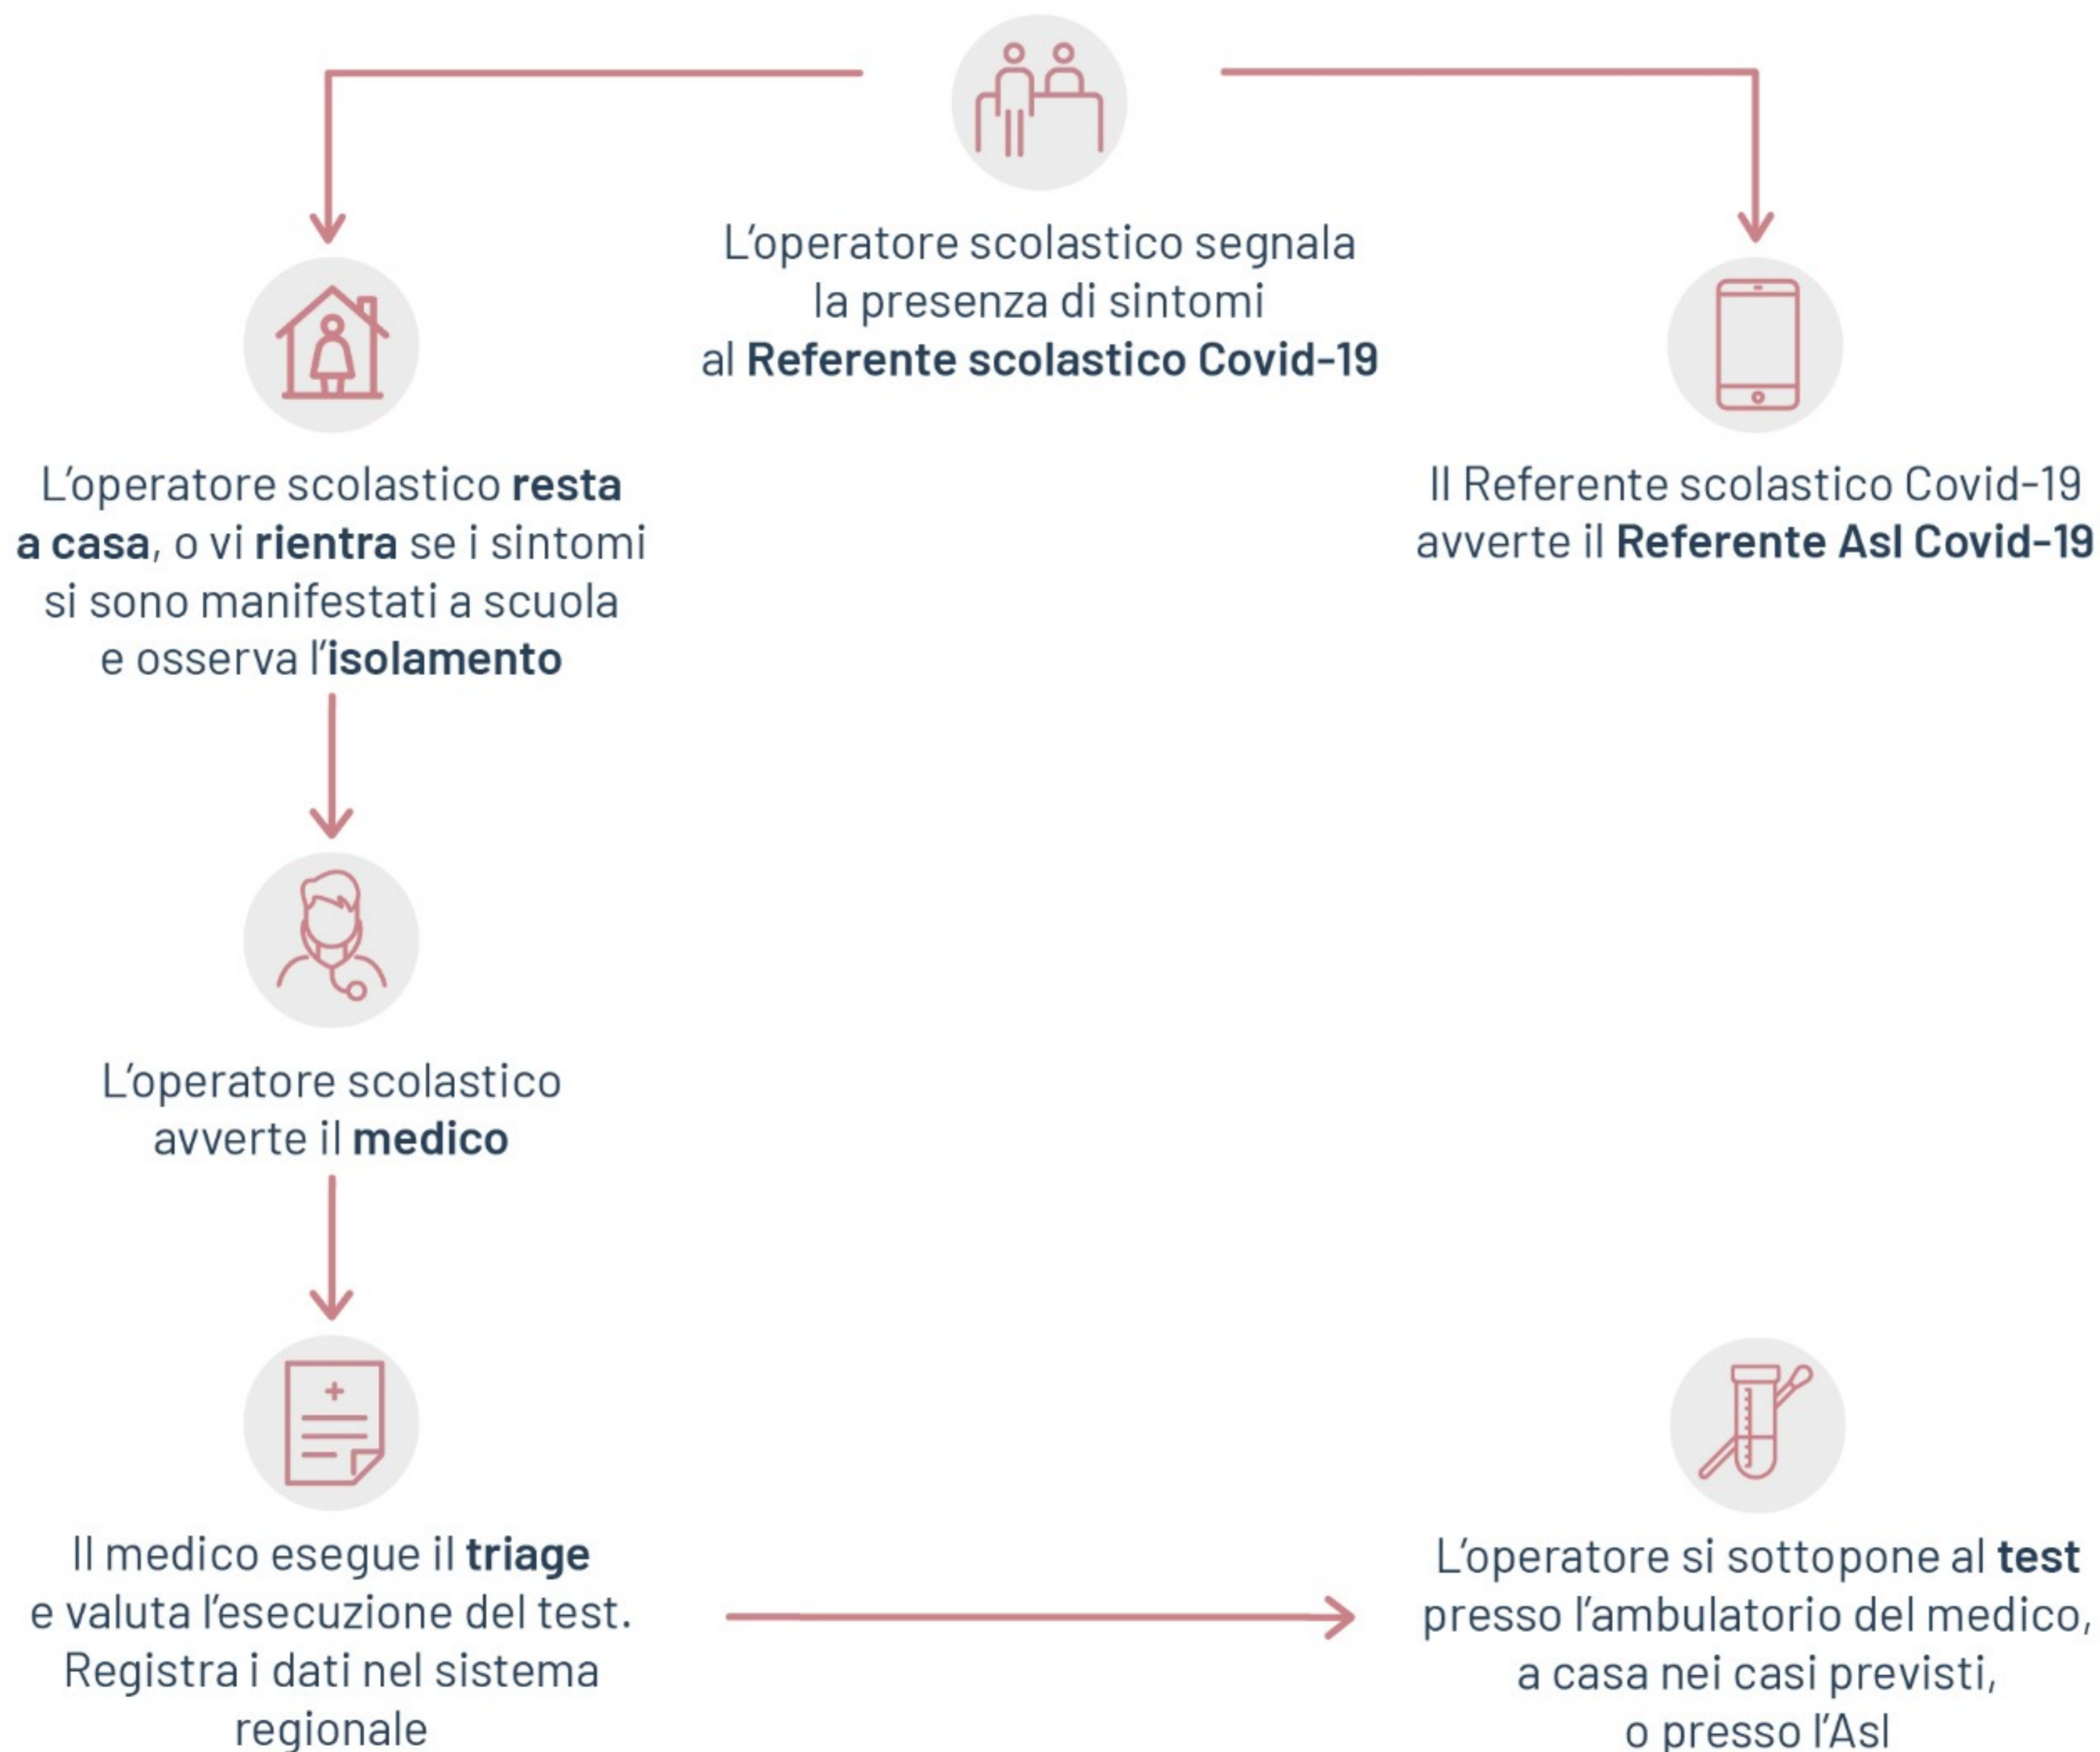 L'operatore scolastico segnala
la presenza di sintomi
al Referente scolastico Covid-19
L'operatore scolastico resta
a casa, o vi rientra se i sintomi
si sono manifestati a scuola
e osserva l'isolamento
Il Referente scolastico Covid-19
avverte il Referente Asl Covid-19
L'operatore scolastico
avverte il medico
Il medico esegue il triage
e valuta l'esecuzione del test.
Registra i dati nel sistema
regionale
L'operatore si sottopone al test
presso l'ambulatorio del medico,
a casa nei casi previsti,
o presso l'Asl